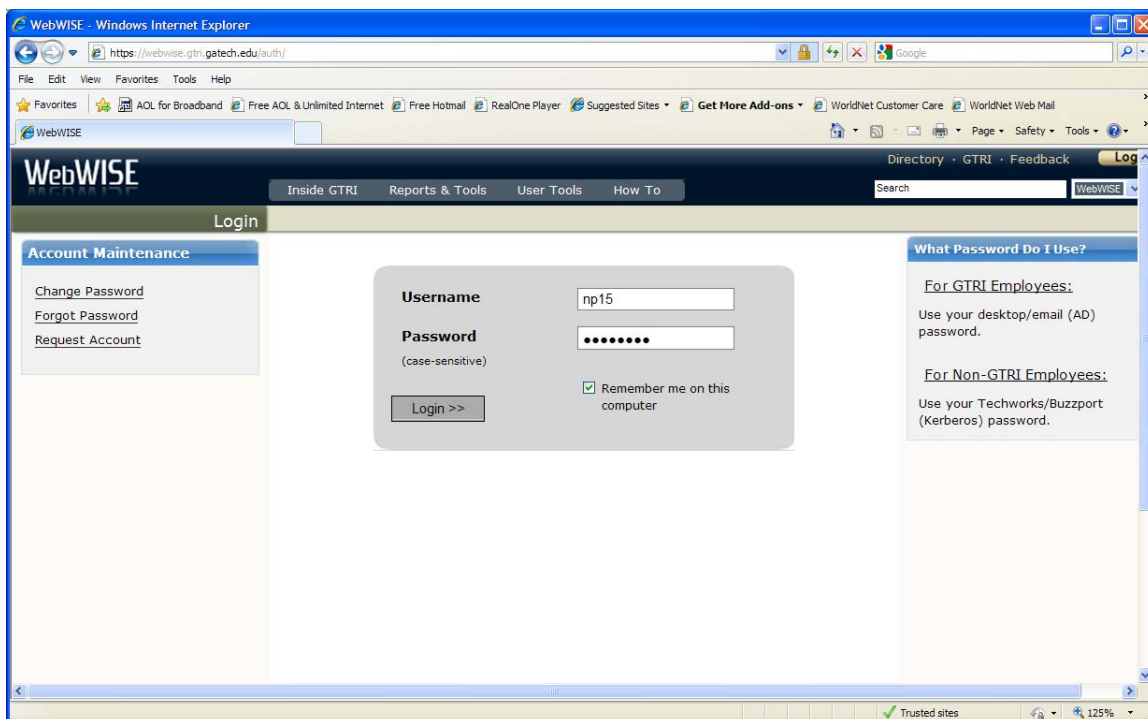 WebWISE - Windows Internet Explorer
https://webwise.gtri.gatech.edu/auth/
Google
File Edit View Favorites Tools Help
Favorites AOL for Broadband Free AOL & Unlimited Internet Free Hotmail RealOne Player Suggested Sites Get More Add-ons WorldNet Customer Care WorldNet Web Mail
WebWISE
Page Safety Tools
WebWISE
Directory · GTRI · Feedback Log
Inside GTRI Reports & Tools User Tools How To
Search WebWISE
Login
Account Maintenance
Change Password
Forgot Password
Request Account
Username np15
Password ●●●●●●●●
(case-sensitive)
Remember me on this
computer
Login >>
What Password Do I Use?
For GTRI Employees:
Use your desktop/email (AD)
password.
For Non-GTRI Employees:
Use your Techworks/Buzzport
(Kerberos) password.
Trusted sites 125%